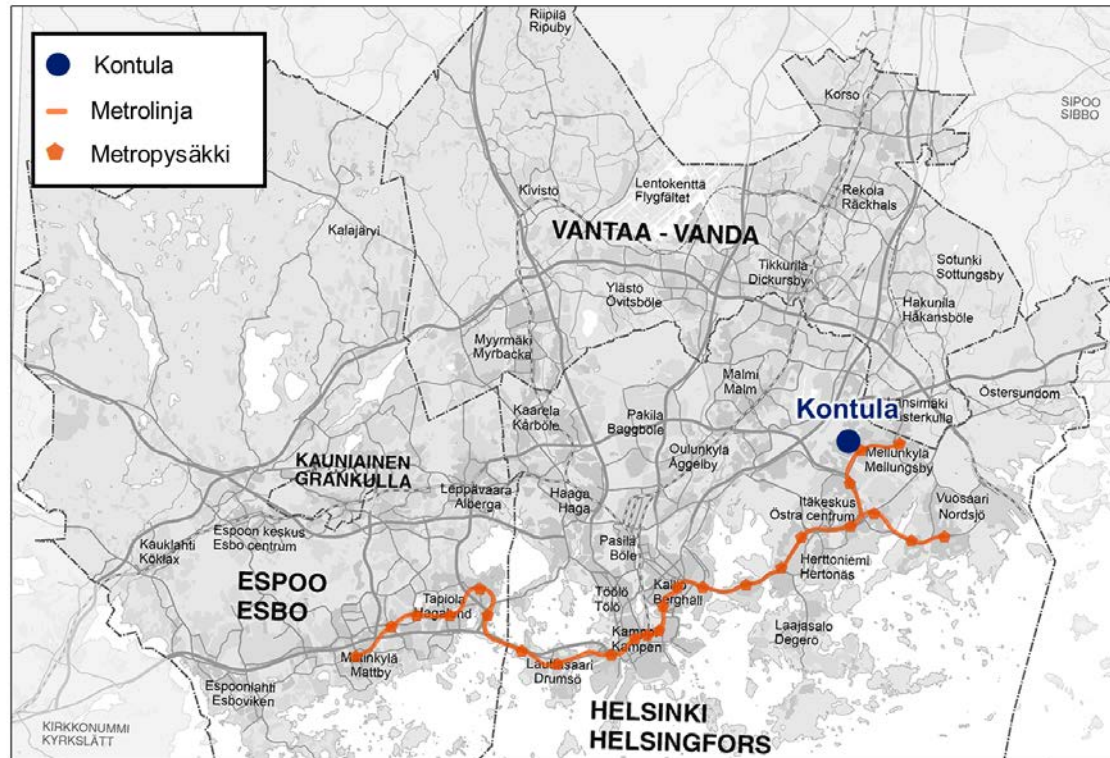 Kontula
Metrolinja
Metropysäkki
Riipilä
Ripuby
Korso
SIPOO
SIBBO
Kivistö
Lentokenttä
Flygfältet
Rekola
Räckhals
Kalajärvi
VANTAA - VANDA
Tikkurila
Dickursby
Sotunki
Sottungsby
Ylästö
Övitsböle
Hakunila
Håkansböle
Myyrmäki
Myrbacka
Malmi
Malm
Östersundom
Kontula
Kaarela
Kårböle
Pakila
Baggböle
Oulunkylä
Åggelby
Mellunkylä
Mellungsby
KAUNIAINEN
GRANKULLA
Leppävaara
Alberga
Haaga
Haga
Itäkeskus
Östra centrum
Vuosaari
Nordsjö
Espoon keskus
Esbo centrum
Kauklahti
Köklax
Pasila
Böle
Herttoniemi
Hertonäs
ESPOO
ESBO
Tapiola
Töölö
Tölö
Berghäll
Laajasalo
Degerö
Kampen
Matinkylä
Mattby
Drumsö
Espoonlahti
Esboviken
HELSINKI
HELSINGFORS
KIRKKONUMMI
KYRKSLÄTT